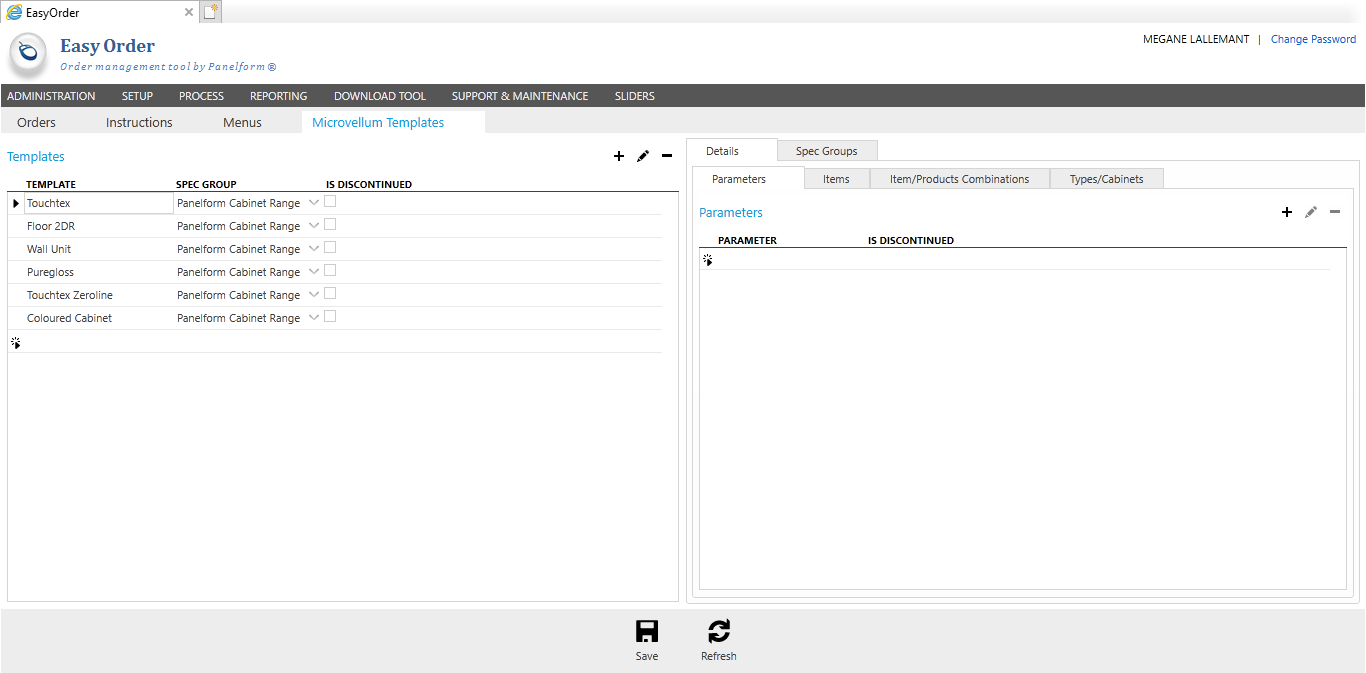 EasyOrder
Easy Order
Order management tool by Panelform ®
MEGANE LALLEMANT | Change Password
ADMINISTRATION SETUP PROCESS REPORTING DOWNLOAD TOOL SUPPORT & MAINTENANCE SLIDERS
Orders Instructions Menus Microvellum Templates
Templates
TEMPLATE SPEC GROUP IS DISCONTINUED
Touchtex Panelform Cabinet Range
Floor 2DR Panelform Cabinet Range
Wall Unit Panelform Cabinet Range
Puregloss Panelform Cabinet Range
Touchtex Zeroline Panelform Cabinet Range
Coloured Cabinet Panelform Cabinet Range
Details Spec Groups
Parameters Items Item/Products Combinations Types/Cabinets
Parameters
PARAMETER IS DISCONTINUED
Save Refresh